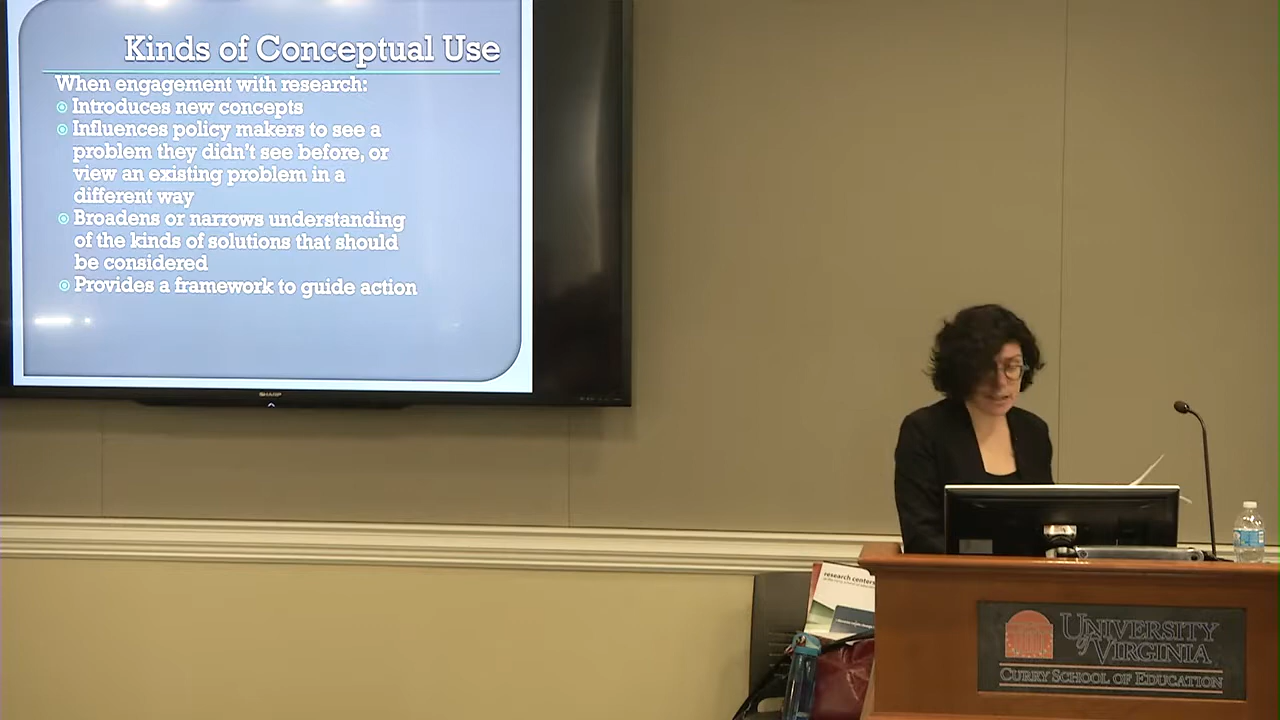 Kinds of Conceptual Use
When engagement with research:
Introduces new concepts
Influences policy makers to see a
problem they didn't see before, or
view an existing problem in a
different way
Broadens or narrows understanding
of the kinds of solutions that should
be considered
Provides a framework to guide action
SHARP
research centers
UNIVERSITY
of VIRGINIA
CURRY SCHOOL OF EDUCATION